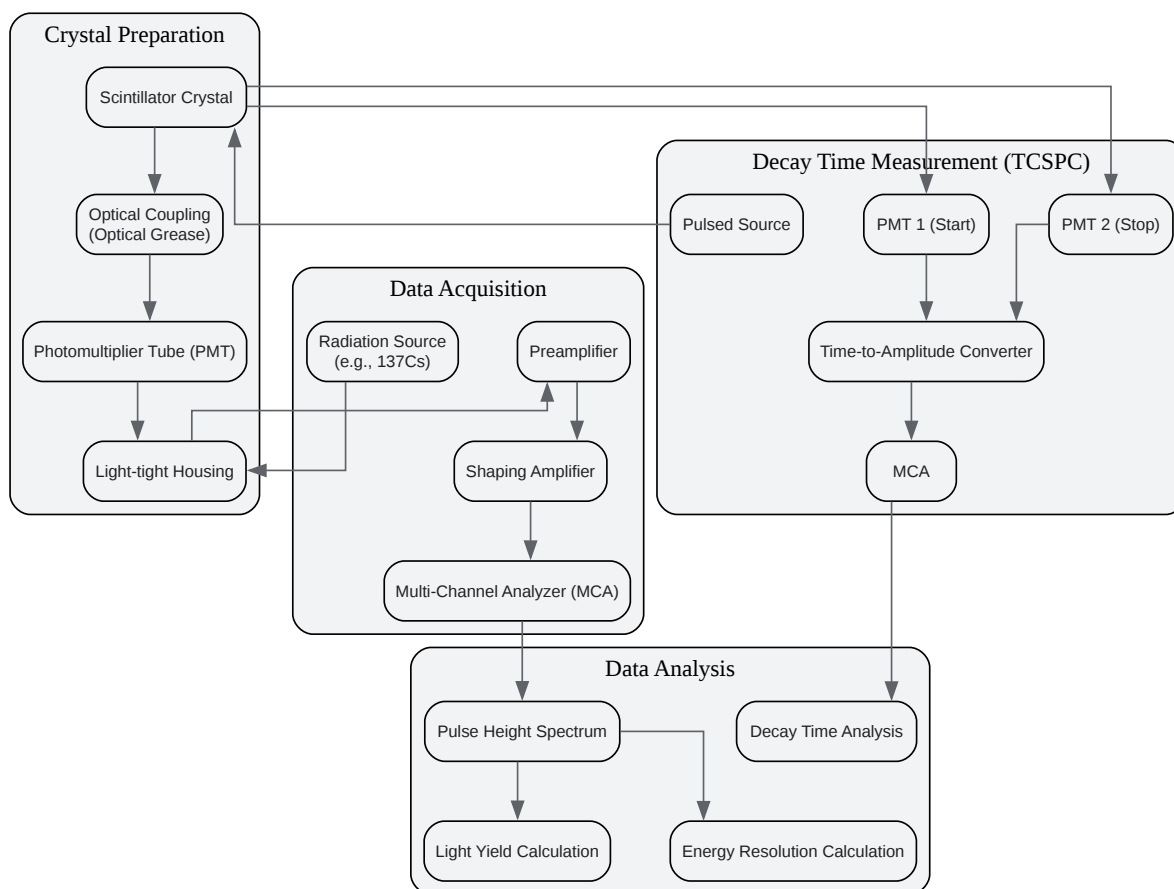 Crystal Preparation
Scintillator Crystal
Optical Coupling
(Optical Grease)
Photomultiplier Tube (PMT)
Light-tight Housing
Data Acquisition
Radiation Source
(e.g., 137Cs)
Preamplifier
Shaping Amplifier
Multi-Channel Analyzer (MCA)
Decay Time Measurement (TCSPC)
Pulsed Source
PMT 1 (Start)
PMT 2 (Stop)
Time-to-Amplitude Converter
MCA
Data Analysis
Pulse Height Spectrum
Decay Time Analysis
Light Yield Calculation
Energy Resolution Calculation